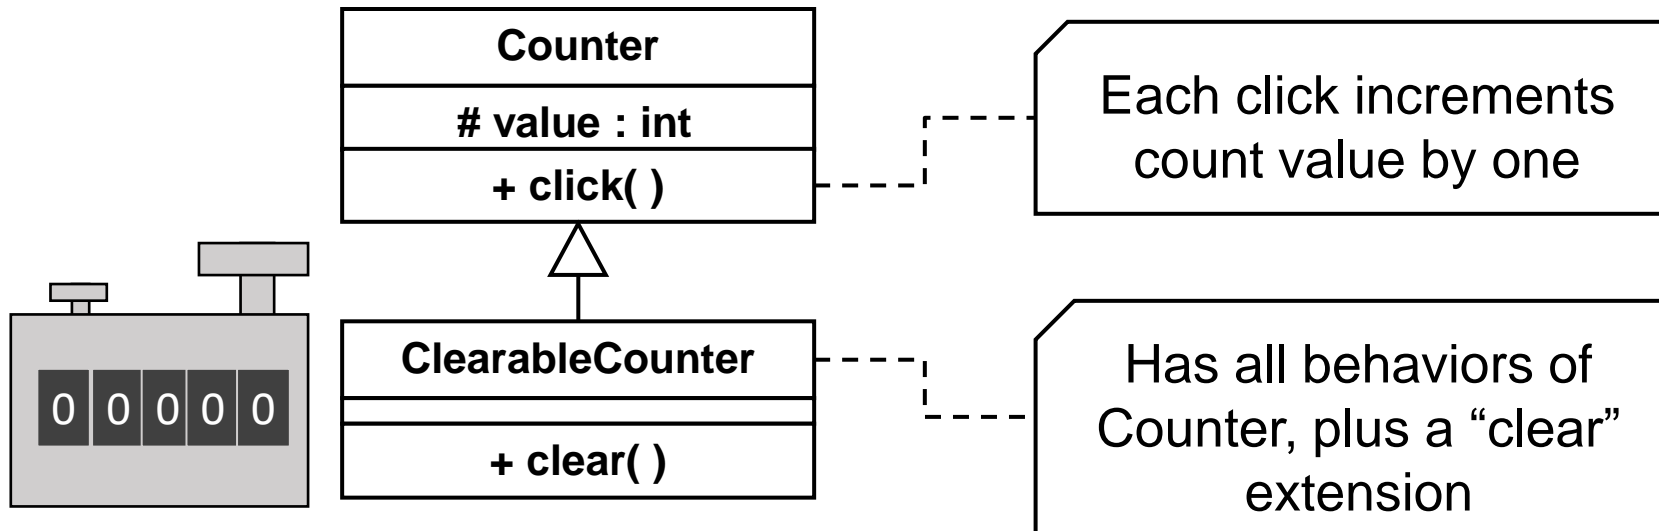 Counter
# value : int
+ click( )
Each click increments
count value by one
0 0 0 0 0
ClearableCounter
+ clear( )
Has all behaviors of
Counter, plus a “clear”
extension